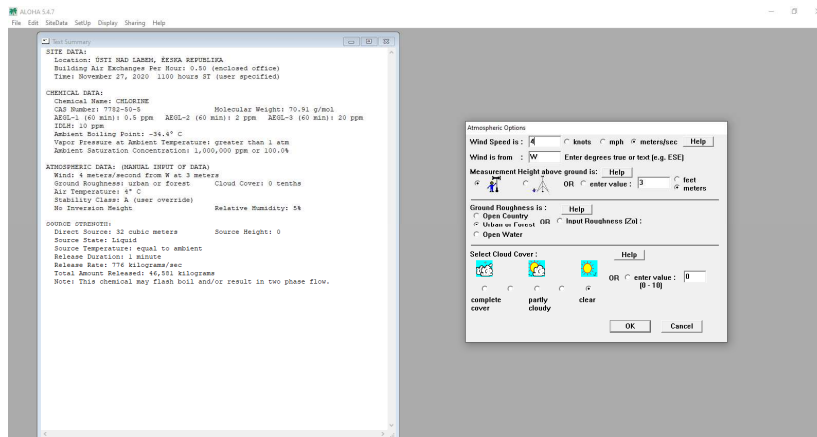 ALOHA 5.4.7
File Edit SiteData SetUp Display Sharing Help
Text Summary
SITE DATA:
Location: ÚSTI NAD LABEM, ÈESKA REPUBLIKA
Building Air Exchanges Per Hour: 0.50 (enclosed office)
Time: November 27, 2020 1100 hours ST (user specified)
CHEMICAL DATA:
Chemical Name: CHLORINE
CAS Number: 7782-50-5 Molecular Weight: 70.91 g/mol
AEGL-1 (60 min): 0.5 ppm AEGL-2 (60 min): 2 ppm AEGL-3 (60 min): 20 ppm
IDLH: 10 ppm
Ambient Boiling Point: -34.4° C
Vapor Pressure at Ambient Temperature: greater than 1 atm
Ambient Saturation Concentration: 1,000,000 ppm or 100.0%
ATMOSPHERIC DATA: (MANUAL INPUT OF DATA)
Wind: 4 meters/second from W at 3 meters
Ground Roughness: urban or forest Cloud Cover: 0 tenths
Air Temperature: 4° C
Stability Class: A (user override)
No Inversion Height Relative Humidity: 5%
SOURCE STRENGTH:
Direct Source: 32 cubic meters Source Height: 0
Source State: Liquid
Source Temperature: equal to ambient
Release Duration: 1 minute
Release Rate: 776 kilograms/sec
Total Amount Released: 46,581 kilograms
Note: This chemical may flash boil and/or result in two phase flow.
Atmospheric Options
Wind Speed is : 4 knots mph meters/sec Help
Wind is from : W Enter degrees true or text (e.g. ESE)
Measurement Height above ground is: Help
OR enter value : 3 feet
meters
Ground Roughness is : Help
Open Country
Urban or Forest OR Input Roughness (Zo) :
Open Water
Select Cloud Cover : Help
OR enter value : 0
(0 - 10)
complete cover partly cloudy clear
OK Cancel